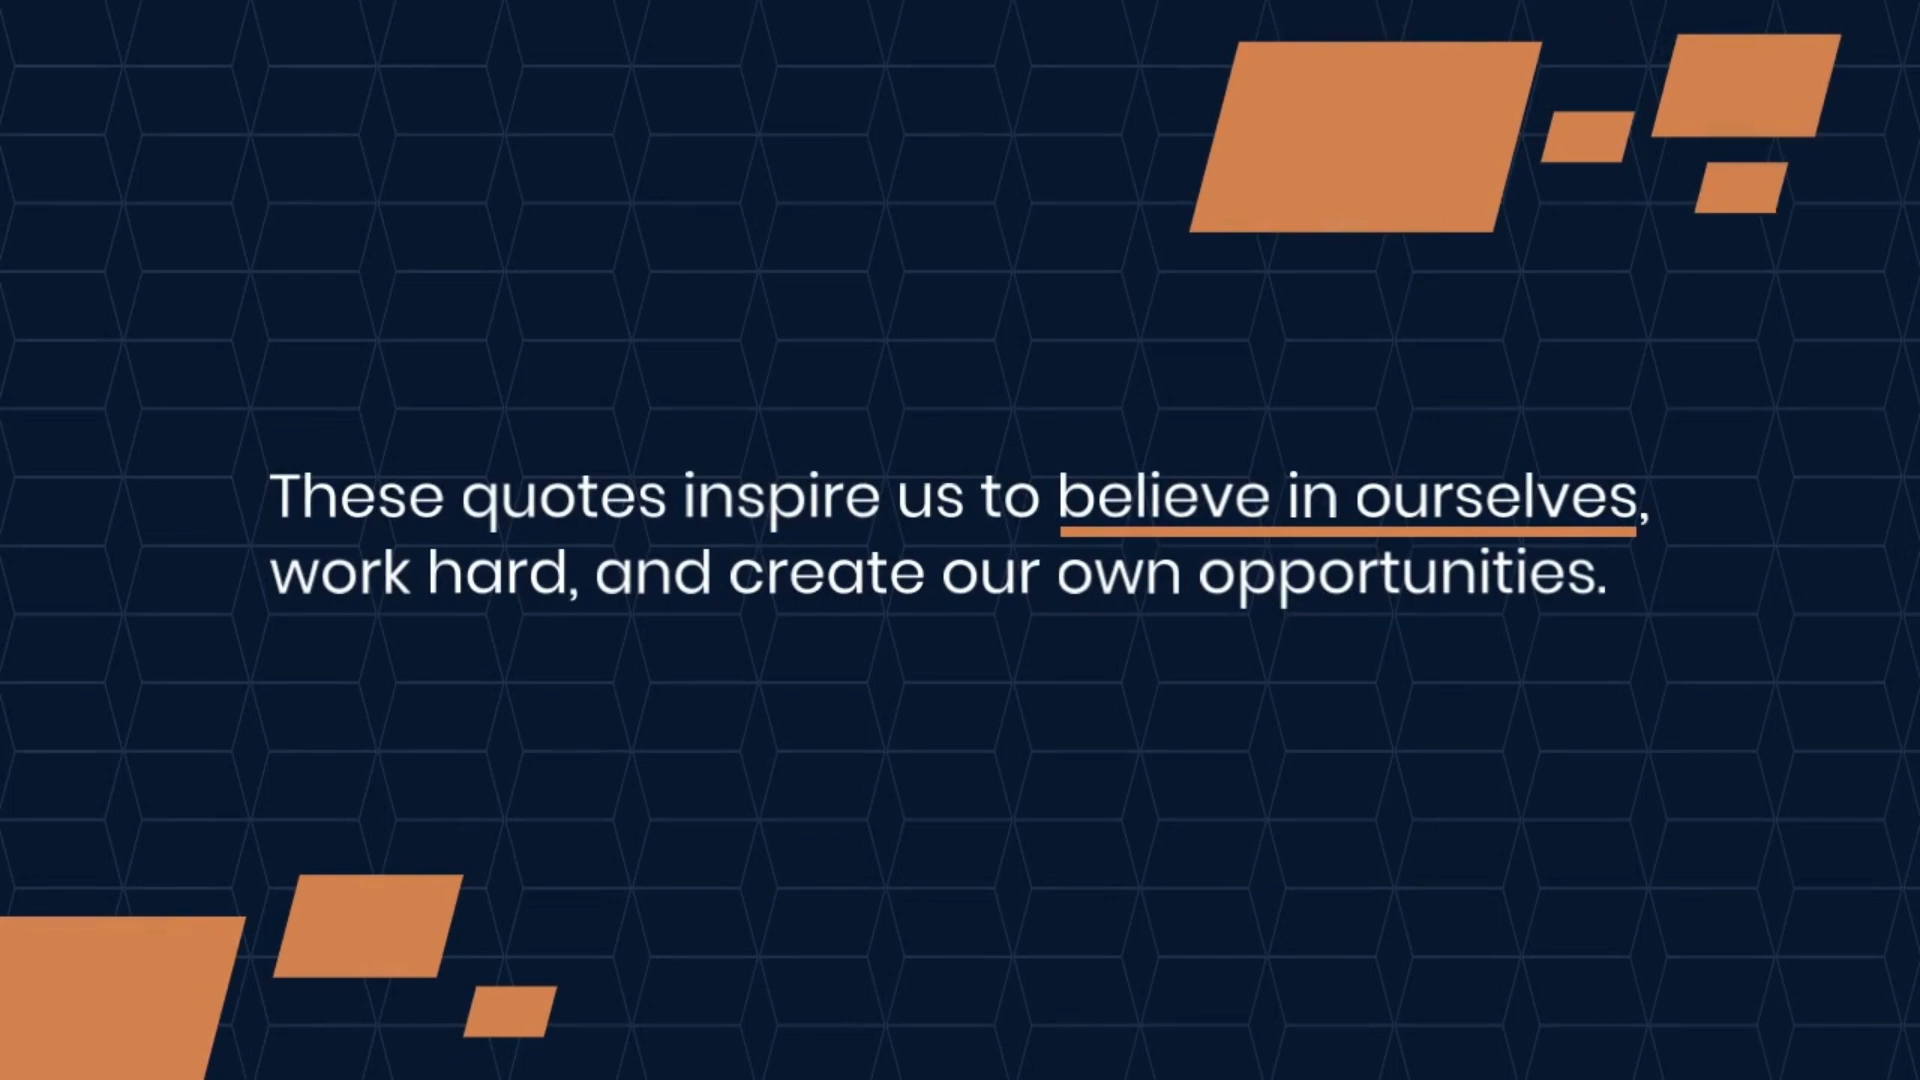 These quotes inspire us to believe in ourselves,
work hard, and create our own opportunities.